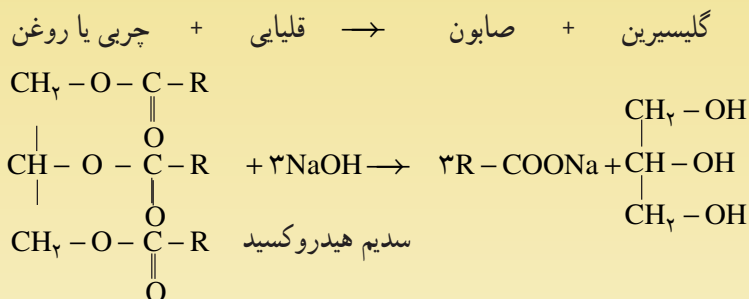 چربی یا روغن + قلیایی → صابون + گلیسیرین
CH۲ – O – C – R
||
O
|
CH – O – C – R + ۳NaOH → ۳R – COONa + CH۲ – OH
|
CH – OH
|
CH۲ – OH
||
O
|
CH۲ – O – C – R سدیم هیدروکسید
||
O